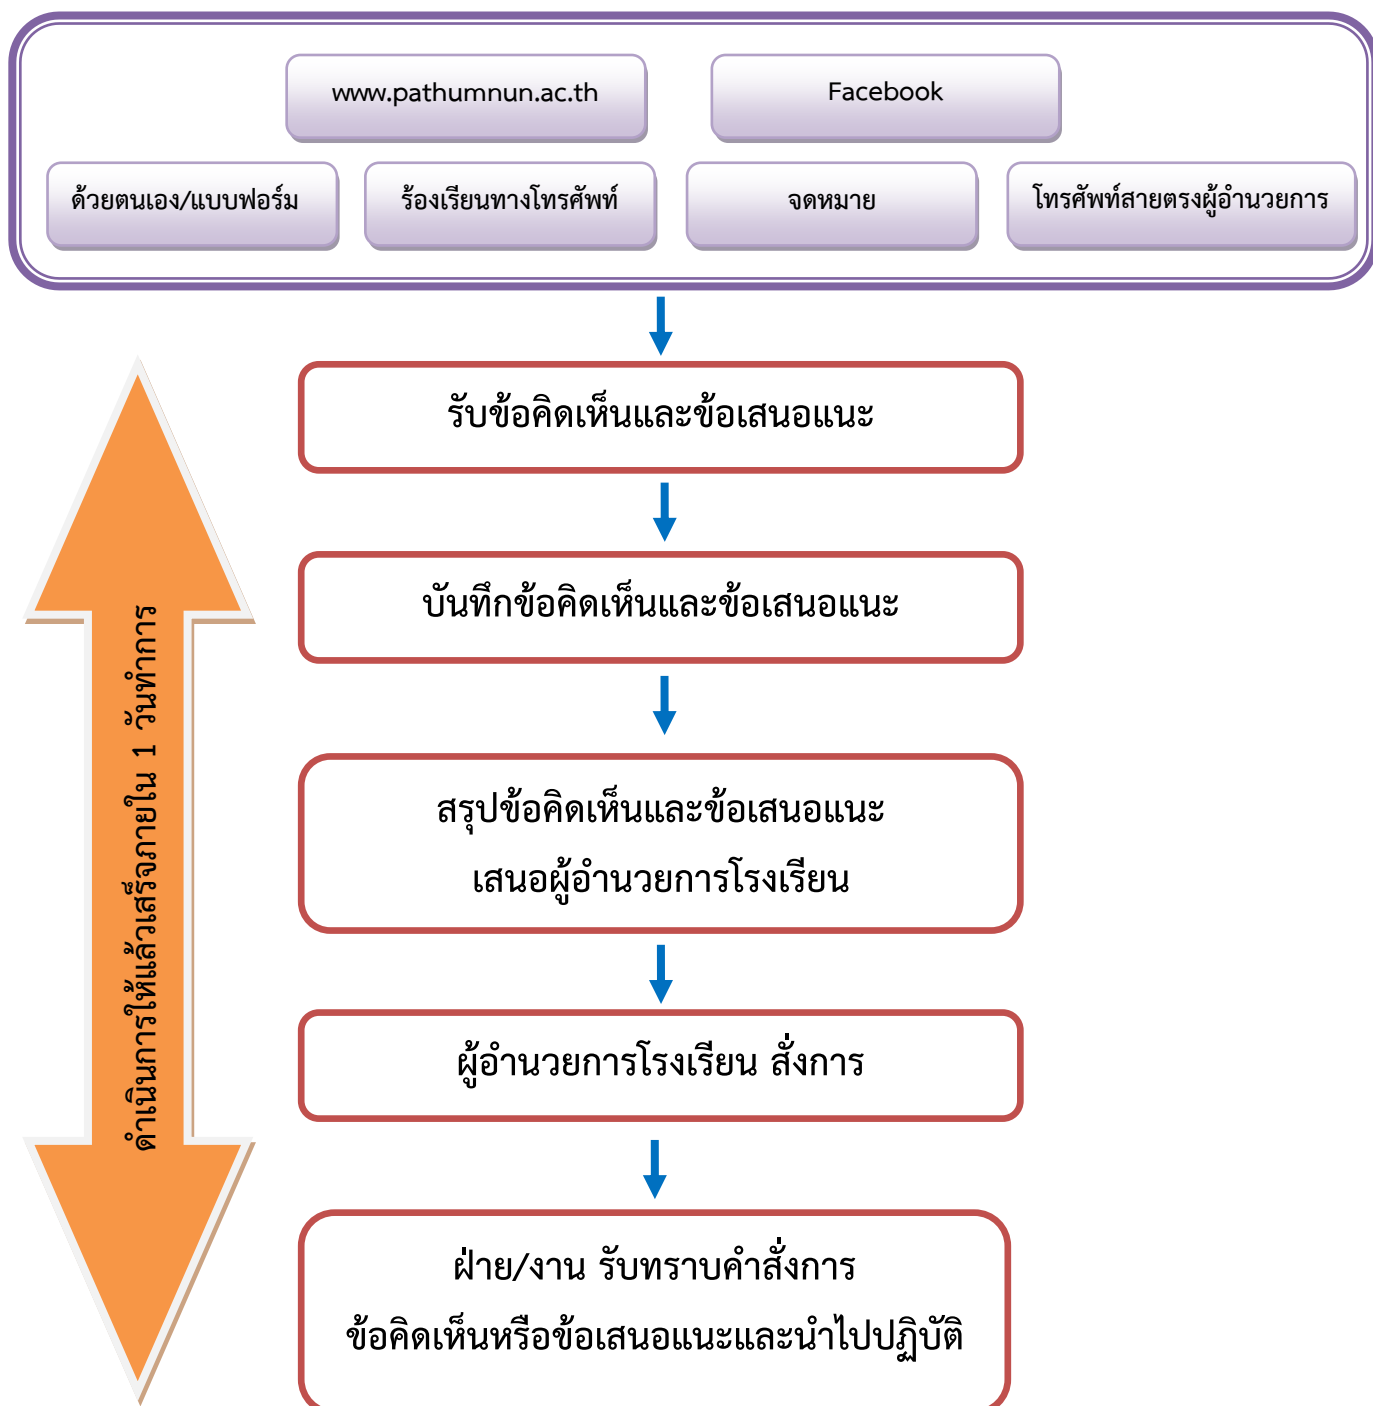 www.pathumnun.ac.th
Facebook
ด้วยตนเอง/แบบฟอร์ม
ร้องเรียนทางโทรศัพท์
จดหมาย
โทรศัพท์สายตรงผู้อำนวยการ
รับข้อคิดเห็นและข้อเสนอแนะ
บันทึกข้อคิดเห็นและข้อเสนอแนะ
สรุปข้อคิดเห็นและข้อเสนอแนะ
เสนอผู้อำนวยการโรงเรียน
ผู้อำนวยการโรงเรียน สั่งการ
ฝ่าย/งาน รับทราบคำสั่งการ
ข้อคิดเห็นหรือข้อเสนอแนะและนำไปปฏิบัติ
ดำเนินการให้แล้วเสร็จภายใน 1 วันทำการ